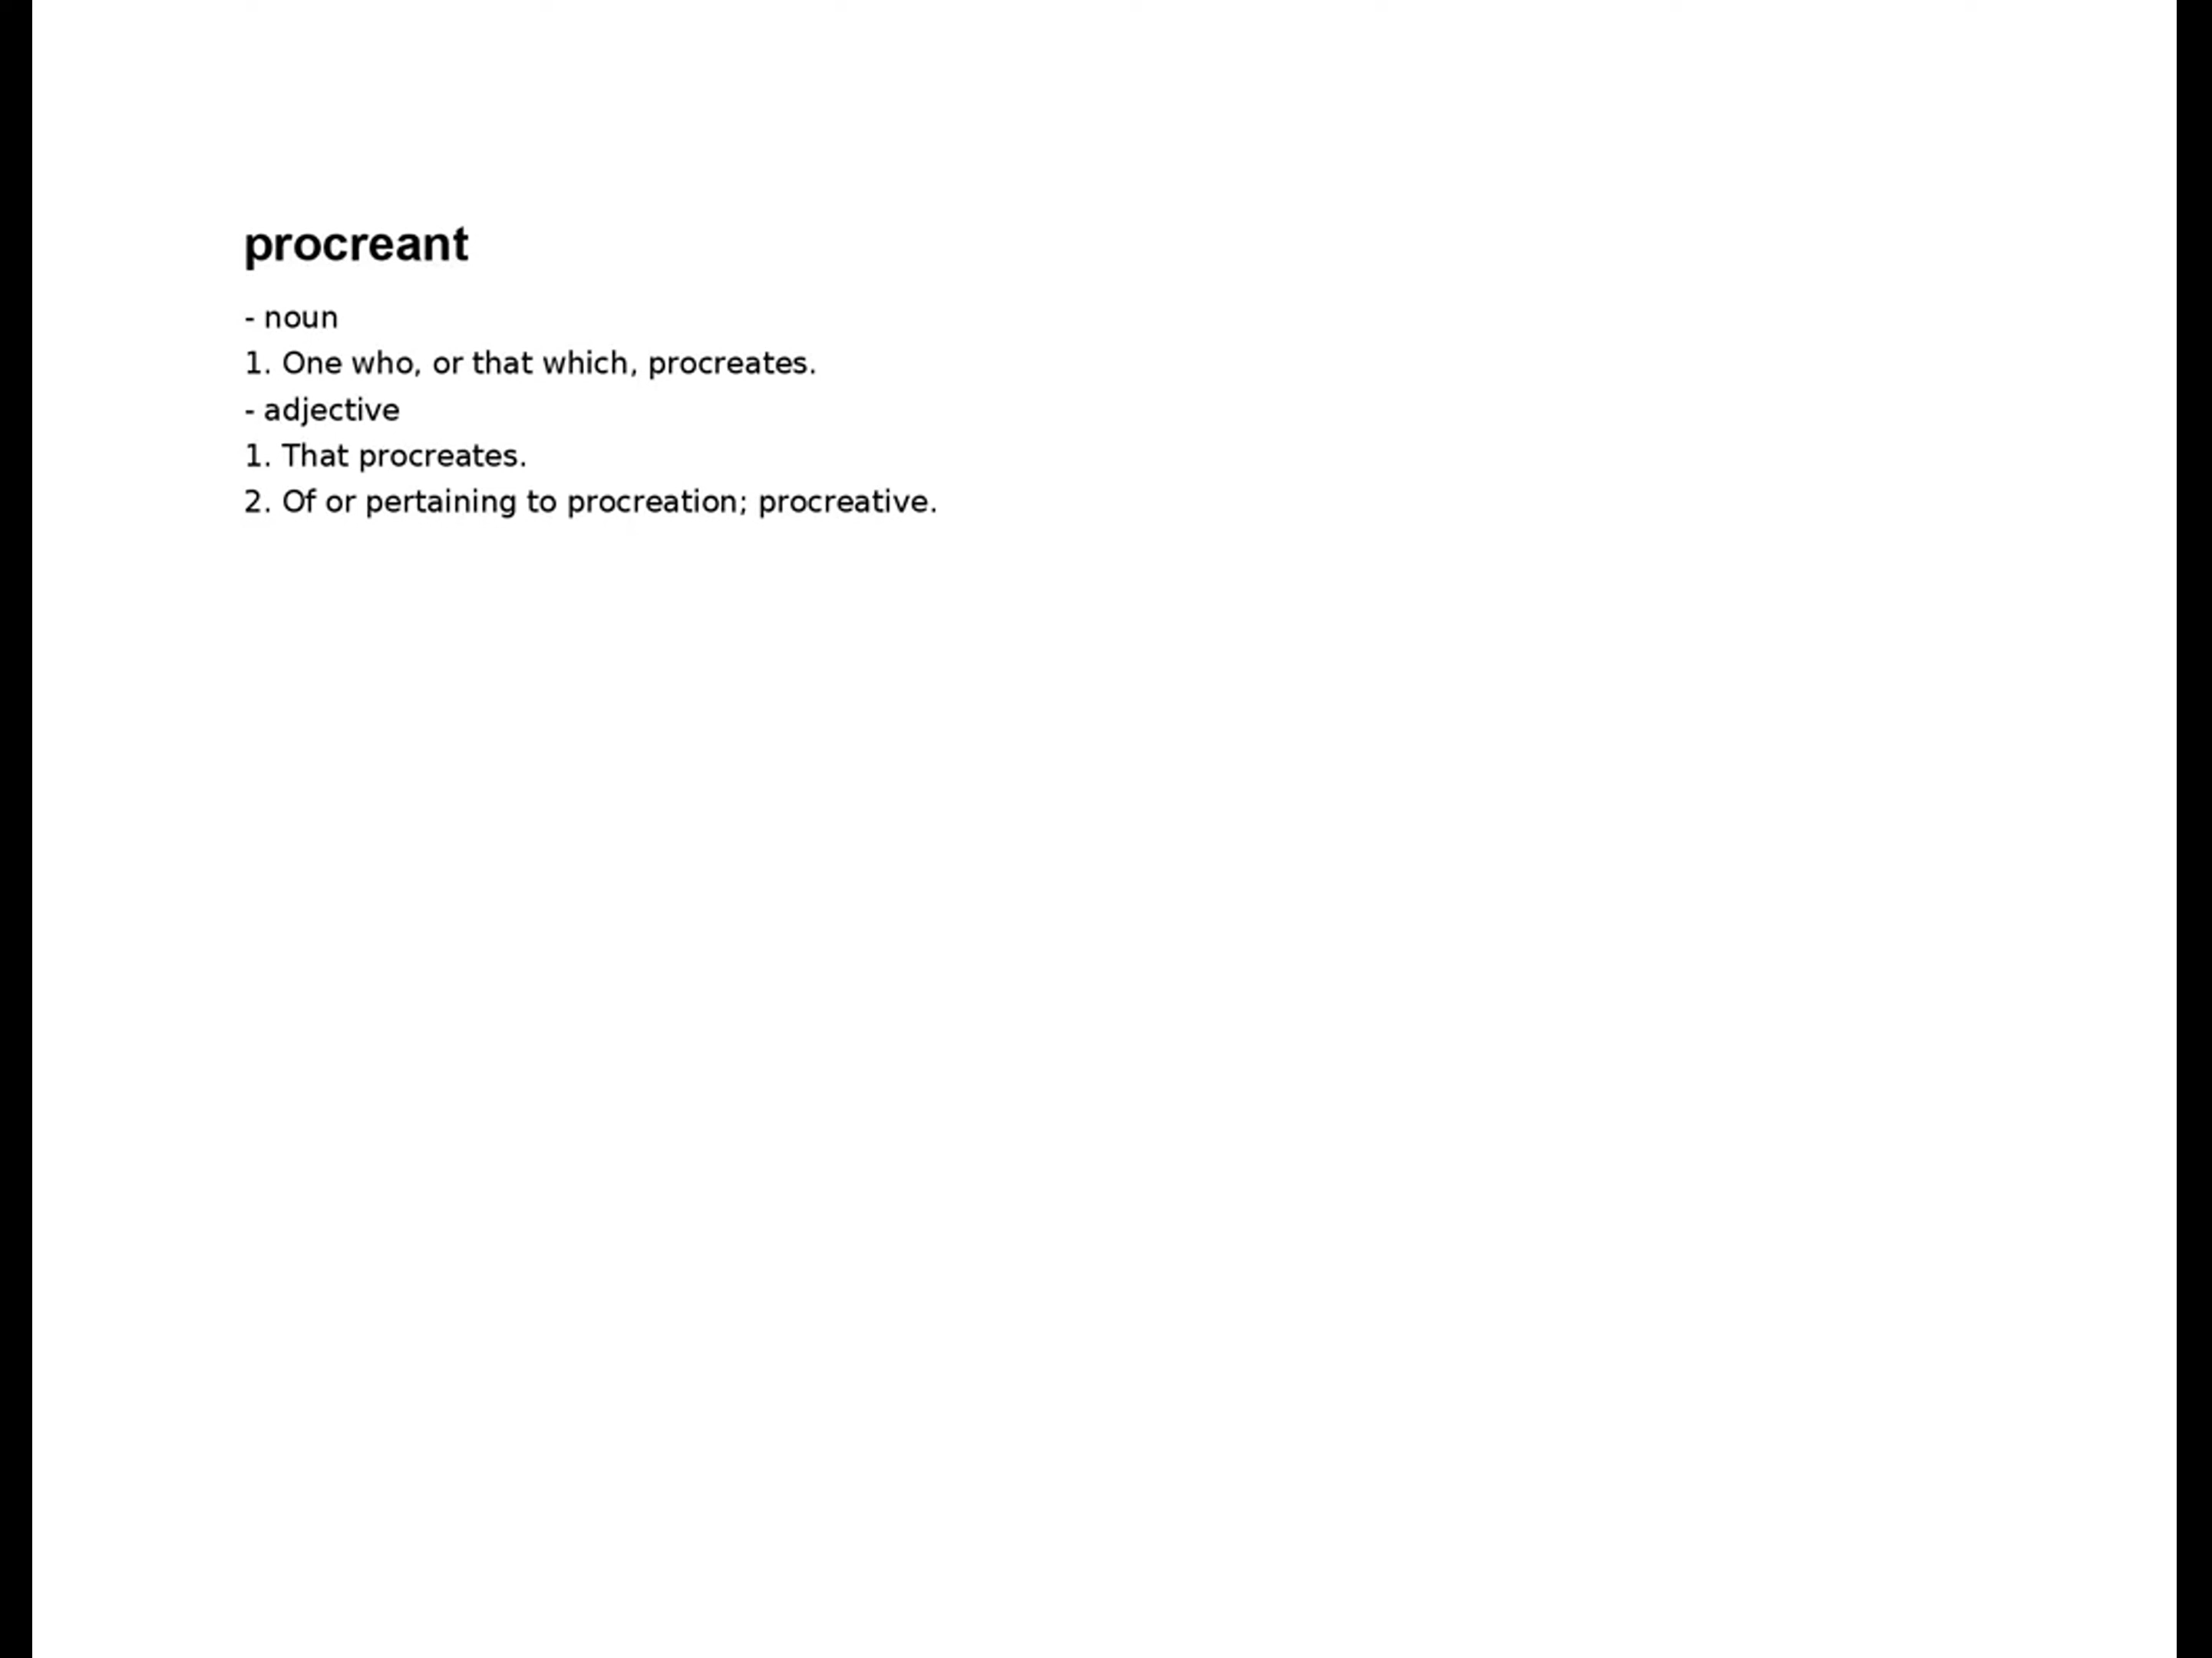 procreant
- noun
1. One who, or that which, procreates.
- adjective
1. That procreates.
2. Of or pertaining to procreation; procreative.